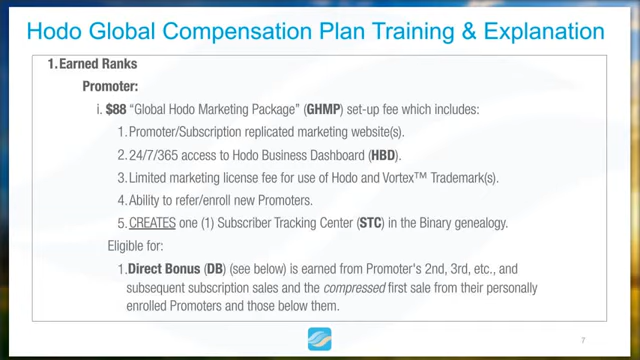 Hodo Global Compensation Plan Training & Explanation
1. Earned Ranks
Promoter:
i. $88 “Global Hodo Marketing Package” (GHMP) set-up fee which includes:
1. Promoter/Subscription replicated marketing website(s).
2. 24/7/365 access to Hodo Business Dashboard (HBD).
3. Limited marketing license fee for use of Hodo and Vortex™ Trademark(s).
4. Ability to refer/enroll new Promoters.
5. CREATES one (1) Subscriber Tracking Center (STC) in the Binary genealogy.
Eligible for:
1. Direct Bonus (DB) (see below) is earned from Promoter's 2nd, 3rd, etc., and
subsequent subscription sales and the compressed first sale from their personally
enrolled Promoters and those below them.
7